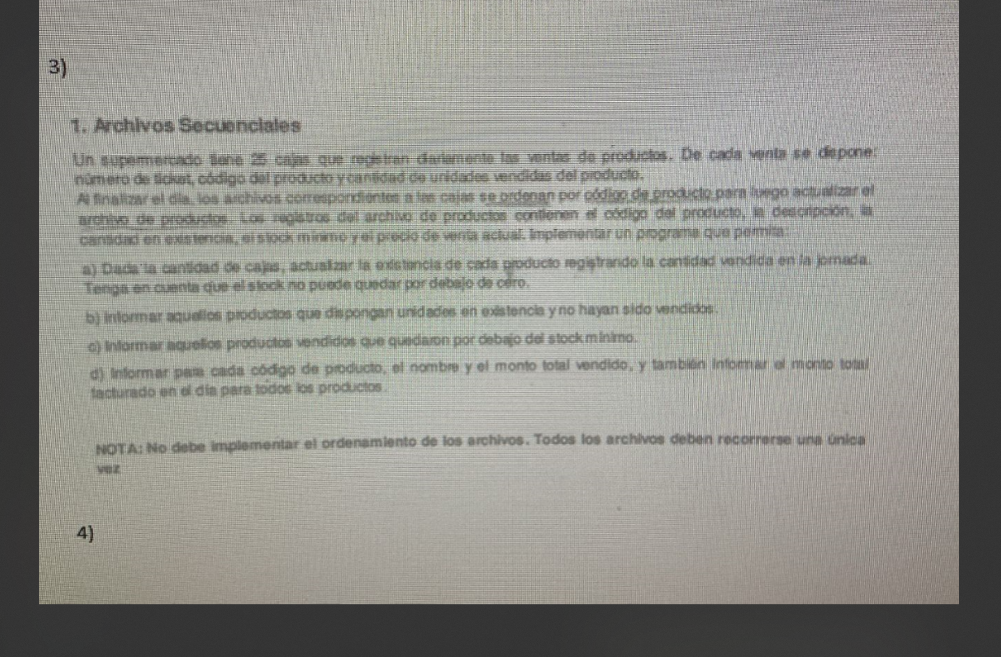 3)
1. Archivos Secuenciales
Un supermercado tiene 25 cajas que registran diariamente las ventas de productos. De cada venta se dispone:
número de ticket, código del producto y cantidad de unidades vendidas del producto.
Al finalizar el día, los archivos correspondientes a las cajas se ordenan por código de producto para luego actualizar el
archivo de productos. Los registros del archivo de productos contienen el código del producto, la descripción, la
cantidad en existencia, el stock mínimo y el precio de venta actual. Implementar un programa que permita:
a) Dada la cantidad de cajas, actualizar la existencia de cada producto registrando la cantidad vendida en la jornada.
Tenga en cuenta que el stock no puede quedar por debajo de cero.
b) Informar aquellos productos que dispongan unidades en existencia y no hayan sido vendidos.
c) Informar aquellos productos vendidos que quedaron por debajo del stock mínimo.
d) Informar para cada código de producto, el nombre y el monto total vendido, y también informar el monto total
facturado en el día para todos los productos.
NOTA: No debe implementar el ordenamiento de los archivos. Todos los archivos deben recorrerse una única
vez
4)